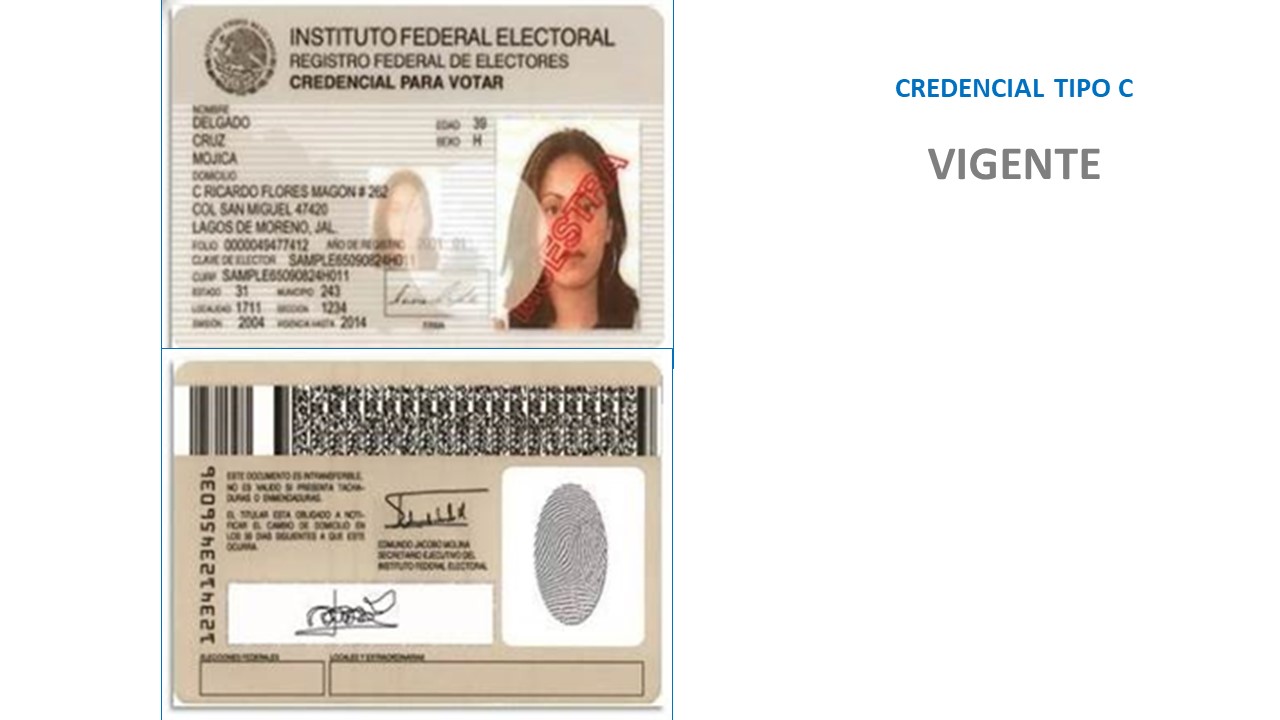 INSTITUTO FEDERAL ELECTORAL
REGISTRO FEDERAL DE ELECTORES
CREDENCIAL PARA VOTAR
NOMBRE
DELGADO
CRUZ
MOJICA
EDAD 39
SEXO H
DOMICILIO
C RICARDO FLORES MAGON # 262
COL SAN MIGUEL 47420
LAGOS DE MORENO, JAL.
FOLIO 0000049477412 AÑO DE REGISTRO 2001 01
CLAVE DE ELECTOR SAMPLE65090824H011
CURP SAMPLE65090824H011
ESTADO 31 MUNICIPIO 243
LOCALIDAD 1711 SECCION 1234
EMISIÓN 2004 VIGENCIA HASTA 2014
FIRMA
MUESTRA
CREDENCIAL TIPO C
VIGENTE
1234123456036
ESTE DOCUMENTO ES INTRANSFERIBLE,
NO ES VALIDO SI PRESENTA TACHA-
DURAS O ENMENDADURAS.
EL TITULAR ESTA OBLIGADO A NOTI-
FICAR EL CAMBIO DE DOMICILIO EN
LOS 30 DIAS SIGUIENTES A QUE ESTE
OCURRA.
EDMUNDO JACOBO MOLINA
SECRETARIO EJECUTIVO DEL
INSTITUTO FEDERAL ELECTORAL
ELECCIONES FEDERALES
LOCALES Y EXTRAORDINARIAS